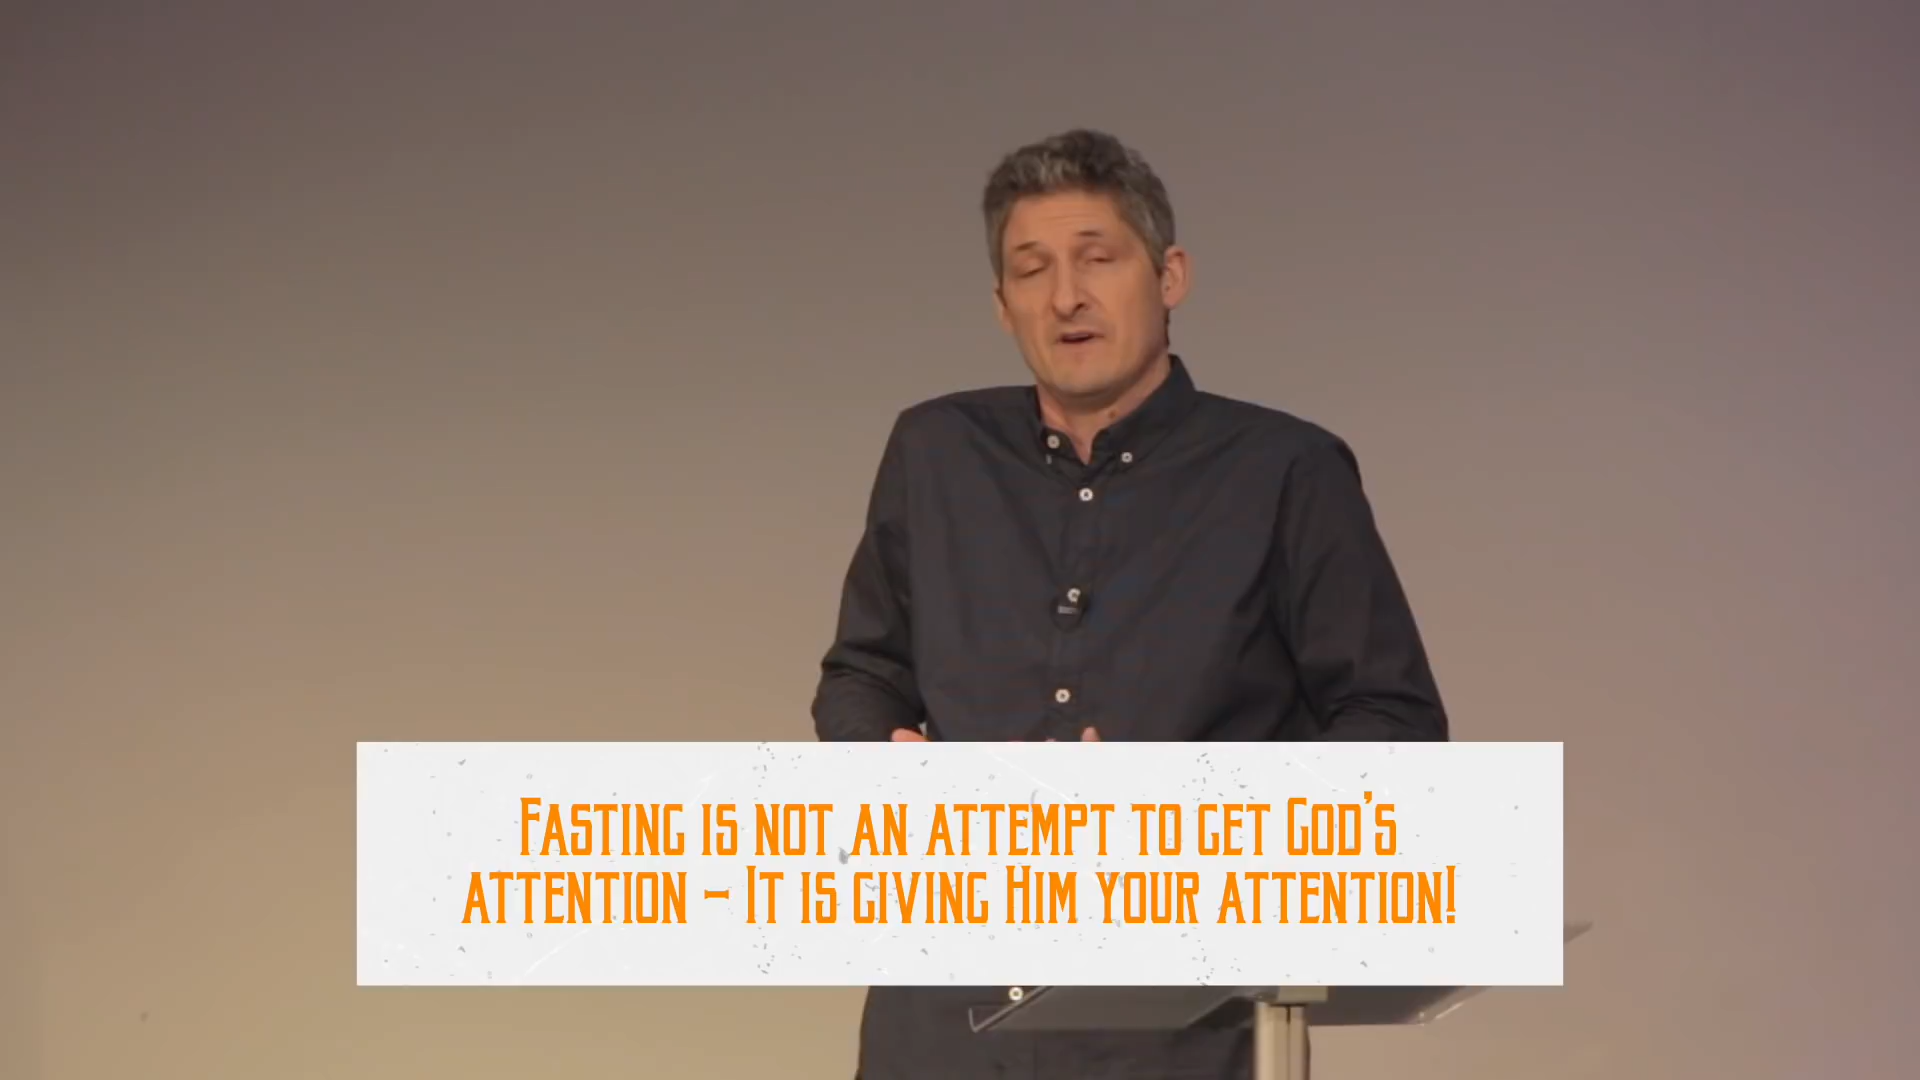 Fasting is not an attempt to get God's
attention – It is giving Him your attention!